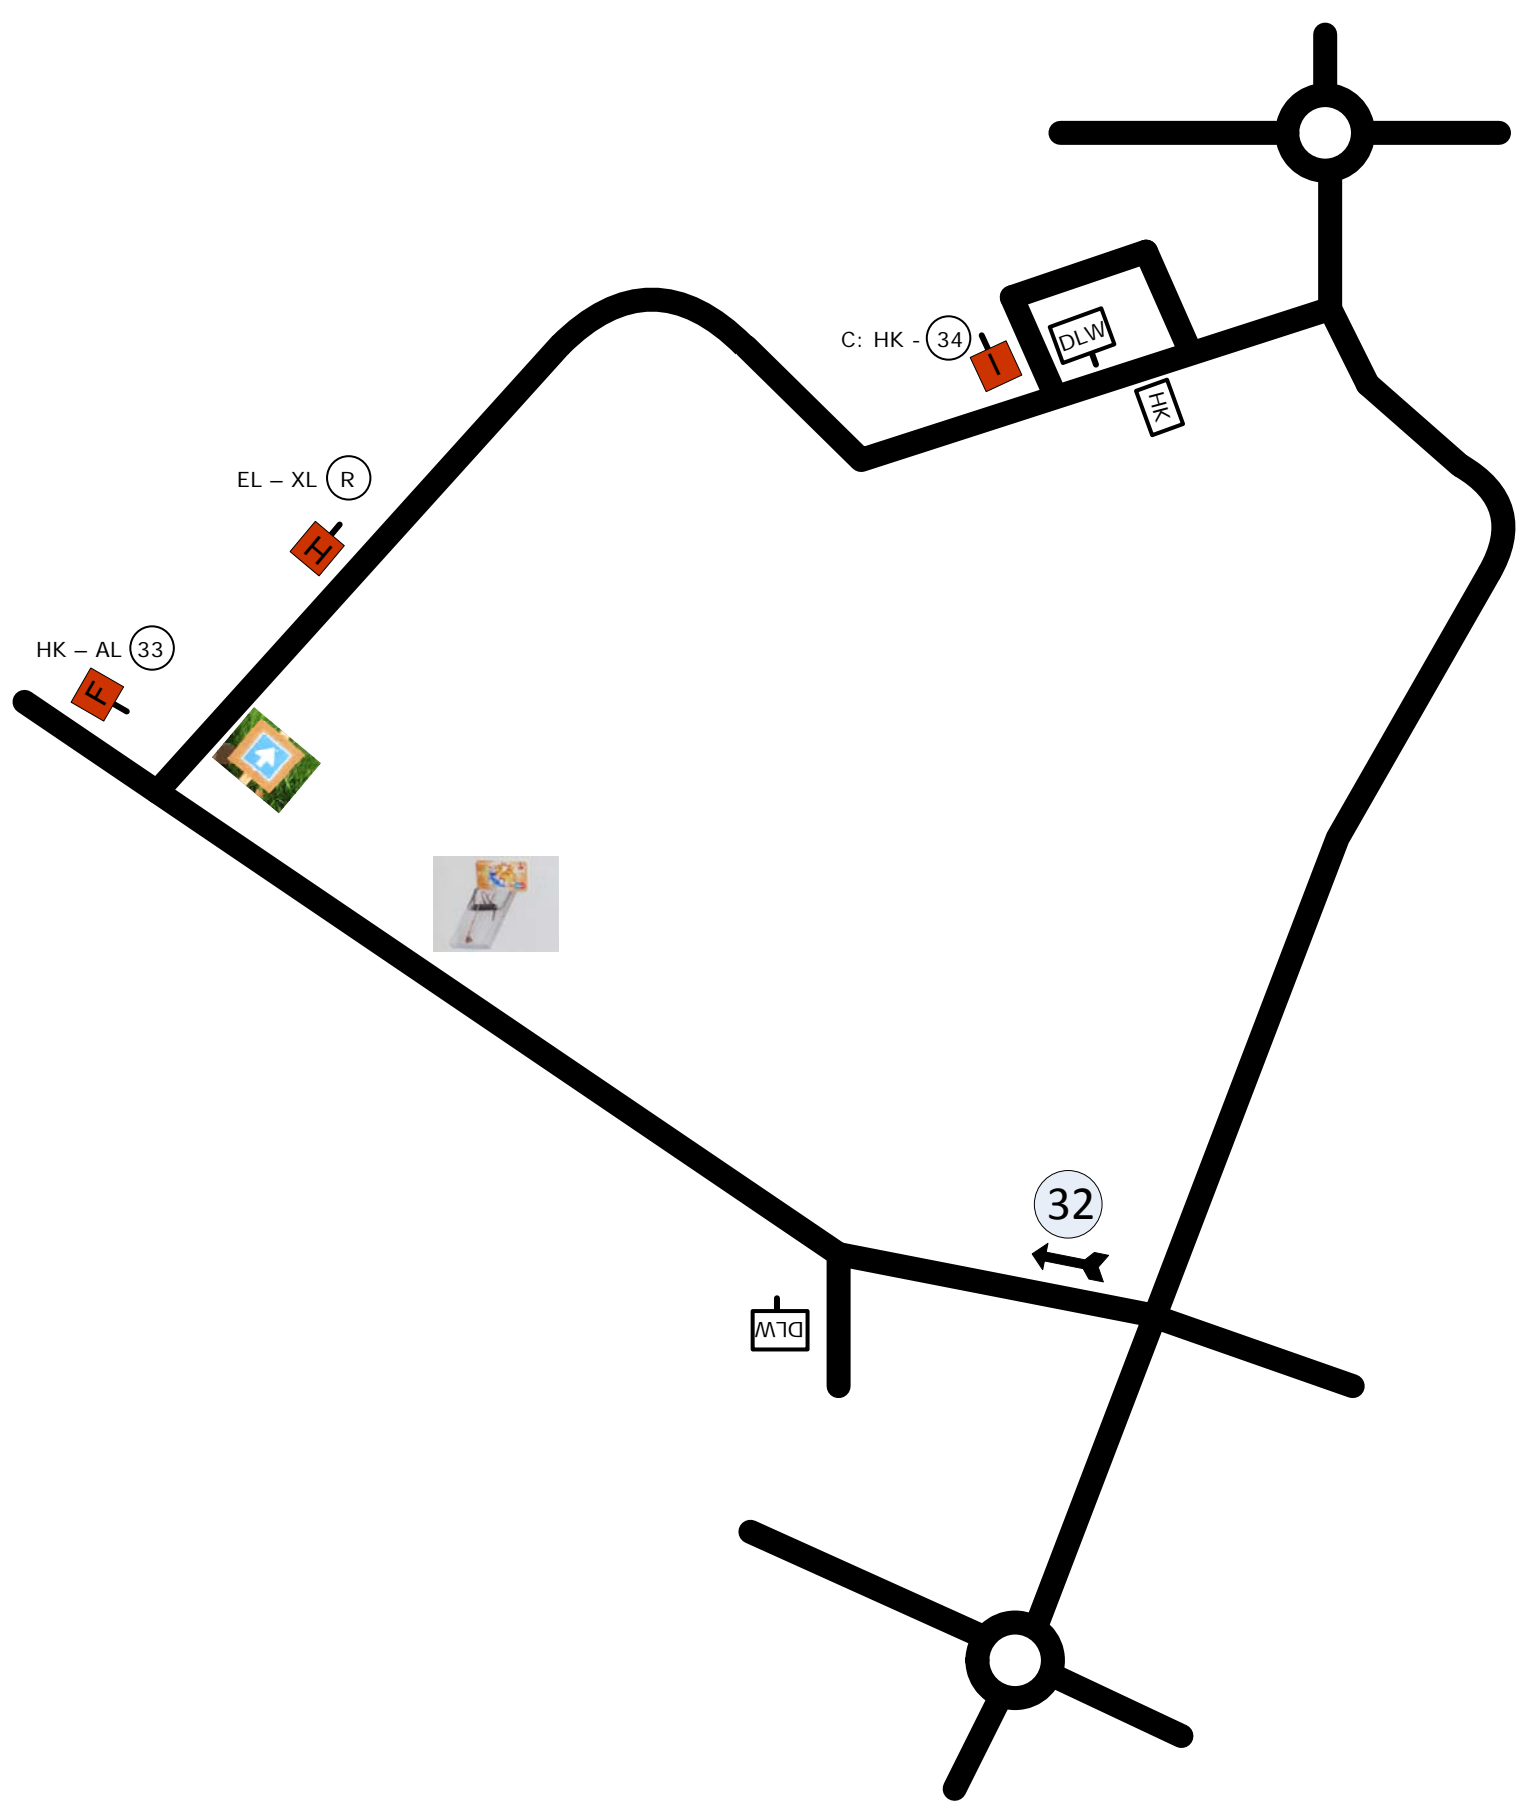 C: HK - 34
I
DLW
HK
EL – XL R
H
HK – AL 33
F
32
DLW